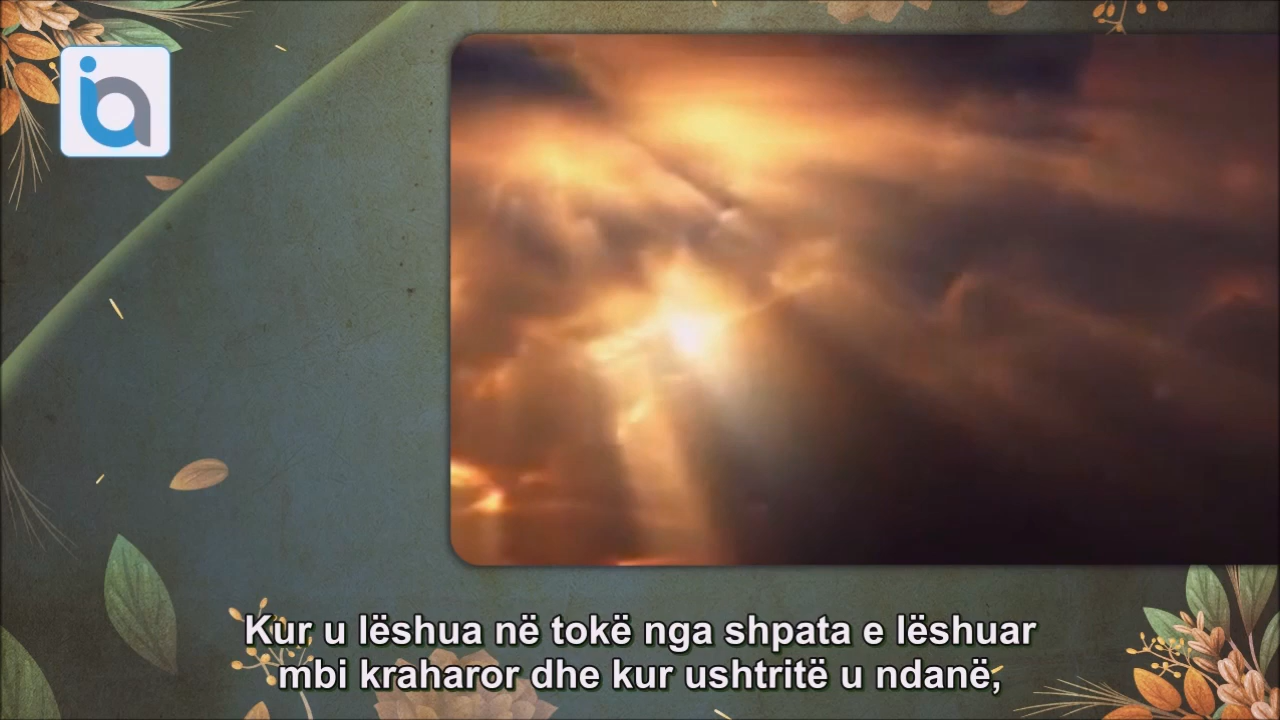 Kur u lëshua në tokë nga shpata e lëshuar
mbi kraharor dhe kur ushtritë u ndanë,